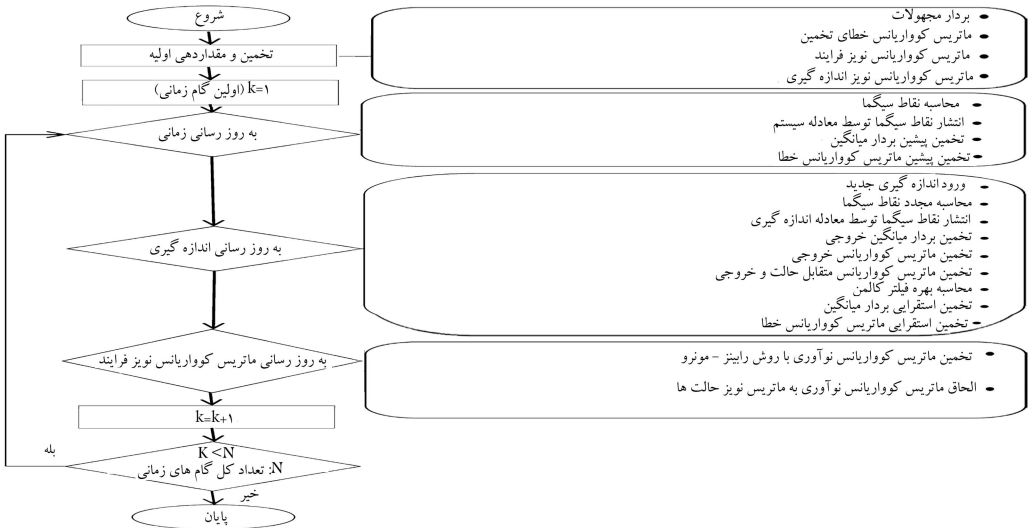 شروع
تخمین و مقداردهی اولیه
• بردار مجهولات
• ماتریس کوواریانس خطای تخمین
• ماتریس کوواریانس نویز فرایند
• ماتریس کوواریانس نویز اندازه گیری
k=۱ (اولین گام زمانی)
به روز رسانی زمانی
• محاسبه نقاط سیگما
• انتشار نقاط سیگما توسط معادله سیستم
• تخمین پیشین بردار میانگین
• تخمین پیشین ماتریس کوواریانس خطا
به روز رسانی اندازه گیری
• ورود اندازه گیری جدید
• محاسبه مجدد نقاط سیگما
• انتشار نقاط سیگما توسط معادله اندازه گیری
• تخمین بردار میانگین خروجی
• تخمین ماتریس کوواریانس خروجی
• تخمین ماتریس کوواریانس متقابل حالت و خروجی
• محاسبه بهره فیلتر کالمن
• تخمین استقرایی بردار میانگین
• تخمین استقرایی ماتریس کوواریانس خطا
به روز رسانی ماتریس کوواریانس نویز فرایند
• تخمین ماتریس کوواریانس نوآوری با روش رابینز - مونرو
• الحاق ماتریس کوواریانس نوآوری به ماتریس نویز حالت ها
k=k+۱
K<N
N: تعداد کل گام های زمانی
بله
خیر
پایان